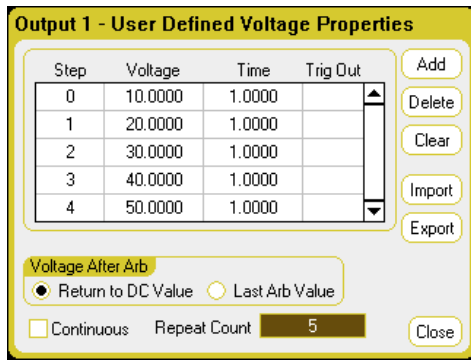 Output 1 - User Defined Voltage Properties
Step Voltage Time Trig Out
0 10.0000 1.0000
1 20.0000 1.0000
2 30.0000 1.0000
3 40.0000 1.0000
4 50.0000 1.0000
Add
Delete
Clear
Import
Export
Voltage After Arb
Return to DC Value Last Arb Value
Continuous Repeat Count 5
Close